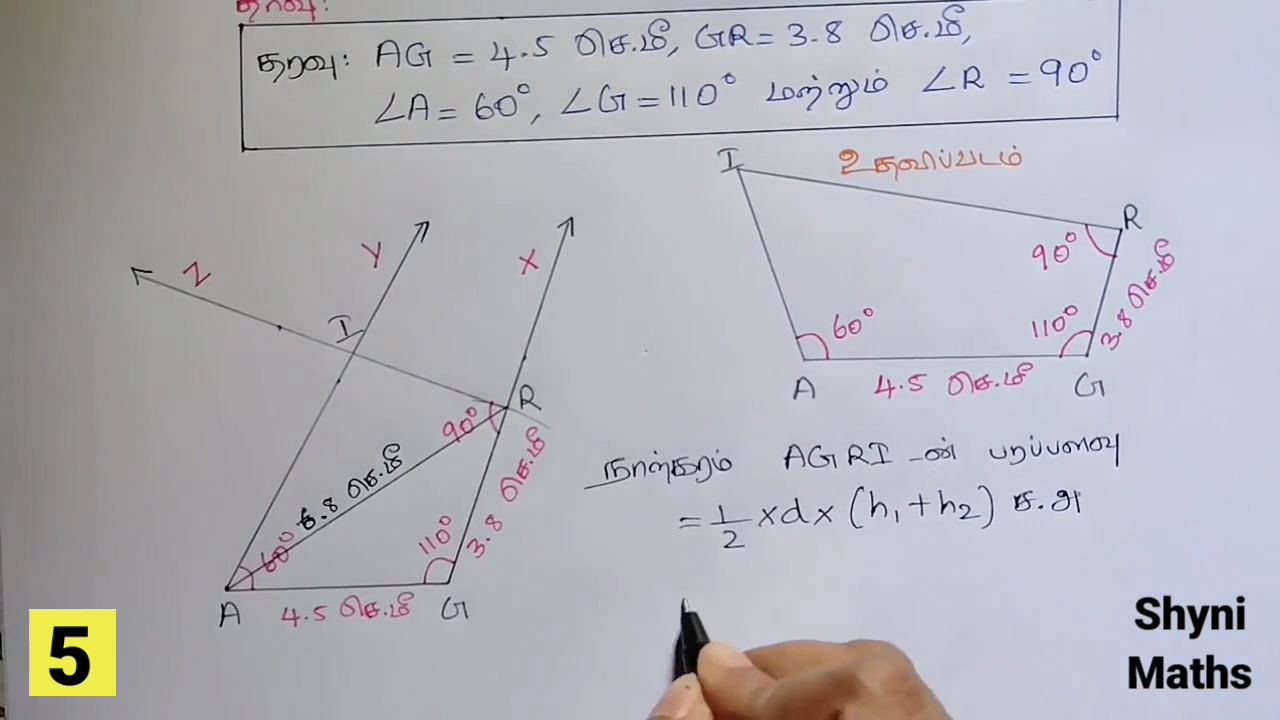 தரவு:
தரவு: AG = 4.5 செ.மீ, GR = 3.8 செ.மீ,
∠A = 60°, ∠G = 110° மற்றும் ∠R = 90°
I
உதவிப்படம்
R
90°
60°
110°
3.8 செ.மீ
A
4.5 செ.மீ
G
Z
Y
X
I
R
90°
6.8 செ.மீ
3.8 செ.மீ
60°
110°
A
4.5 செ.மீ
G
நாற்கரம் AGRI -ன் பரப்பளவு
= 1/2 × d × (h₁ + h₂) ச.அ
5
Shyni
Maths